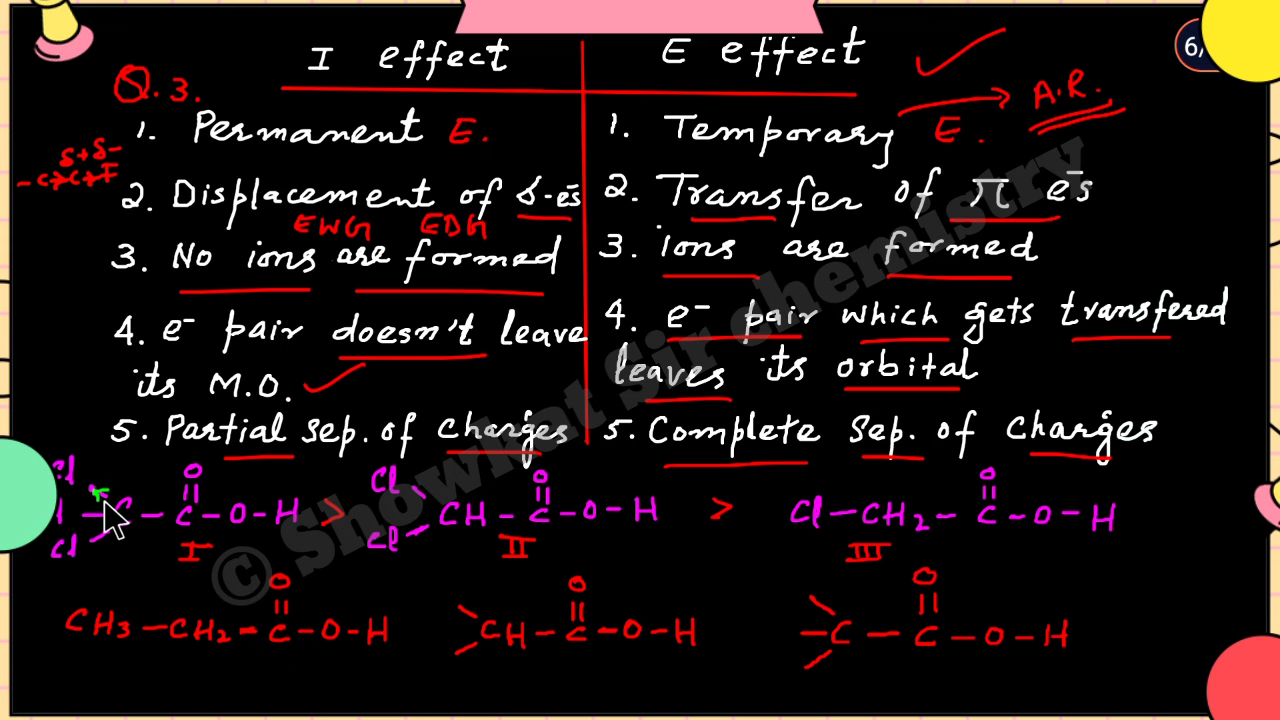 I effect E effect 6/
Q.3. A.R.
1. Permanent E. 1. Temporary E.
δ+ δ-
-C→C→F
2. Displacement of δ-e̅s 2. Transfer of π e̅s
EWG EDG
3. No ions are formed 3. ions are formed
4. e⁻ pair doesn't leave 4. e⁻ pair which gets transfered
its M.O. leaves its orbital
5. Partial sep. of charges 5. Complete sep. of charges
Cl O Cl O O
|| || ||
l - C - C - O - H > CH - C - O - H > Cl - CH2 - C - O - H
Cl I Cl II III
O O O
|| || ||
CH3 - CH2 - C - O - H CH - C - O - H - C - C - O - H
© Showkat Sir chemistry